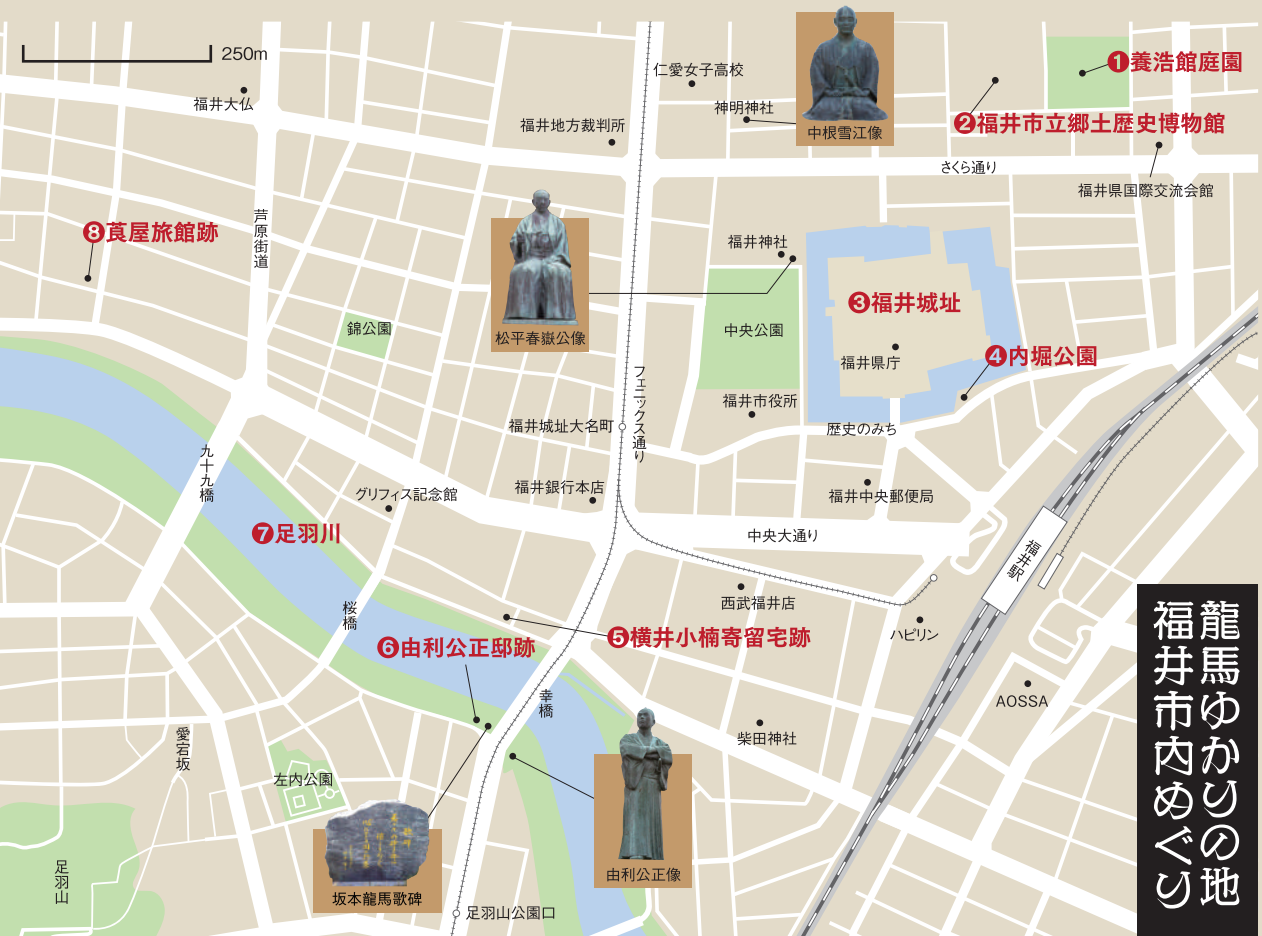 250m
福井大仏
仁愛女子高校
神明神社
福井地方裁判所
中根雪江像
❶養浩館庭園
❷福井市立郷土歴史博物館
さくら通り
福井県国際交流会館
❽莨屋旅館跡
芦原街道
松平春嶽公像
福井神社
❸福井城址
中央公園
錦公園
福井県庁
❹内堀公園
フェニックス通り
福井市役所
福井城址大名町
歴史のみち
九十九橋
グリフィス記念館
福井銀行本店
福井中央郵便局
❼足羽川
中央大通り
福井駅
西武福井店
桜橋
❻由利公正邸跡
❺横井小楠寄留宅跡
ハピリン
AOSSA
幸橋
柴田神社
愛宕坂
左内公園
足羽山
坂本龍馬歌碑
由利公正像
足羽山公園口
龍馬ゆかりの地
福井市内めぐり